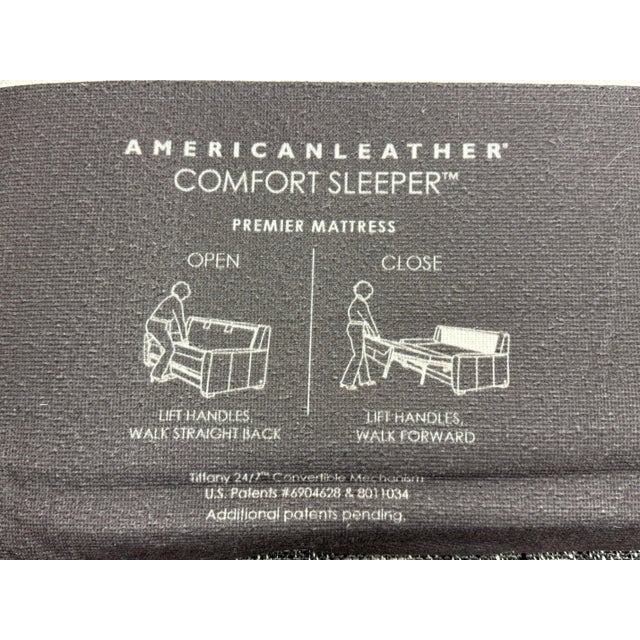 AMERICANLEATHER®
COMFORT SLEEPER™
PREMIER MATTRESS
OPEN
CLOSE
LIFT HANDLES,
WALK STRAIGHT BACK
LIFT HANDLES,
WALK FORWARD
Tiffany 24/7™ Convertible Mechanism
U.S. Patents #6904628 & 8011034
Additional patents pending.